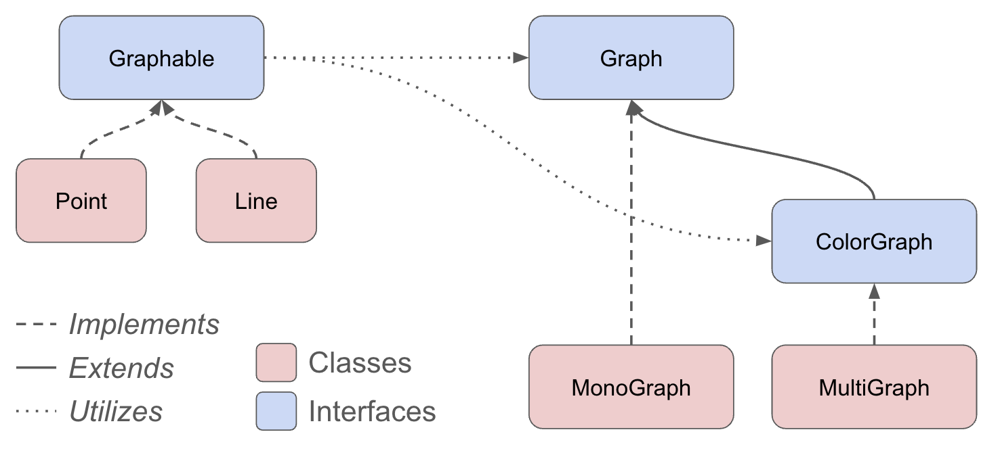 Graphable
Graph
Point
Line
ColorGraph
Implements
Extends
Utilizes
Classes
Interfaces
MonoGraph
MultiGraph